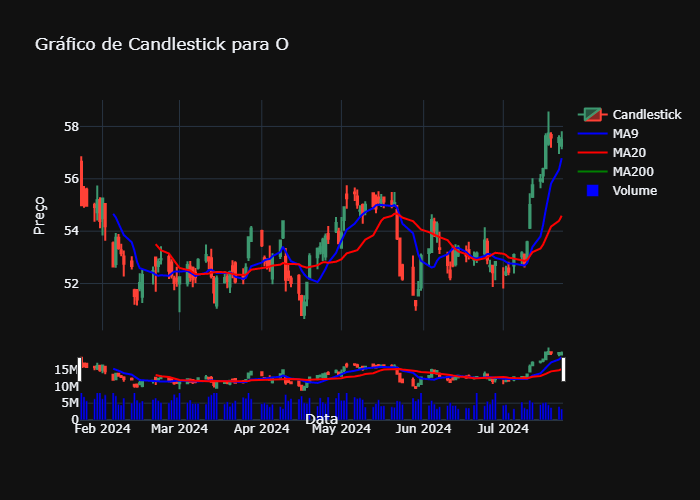 Gráfico de Candlestick para O
Candlestick
MA9
MA20
MA200
Volume
Preço
58
56
54
52
15M
10M
5M
0
Feb 2024
Mar 2024
Apr 2024
May 2024
Jun 2024
Jul 2024
Data